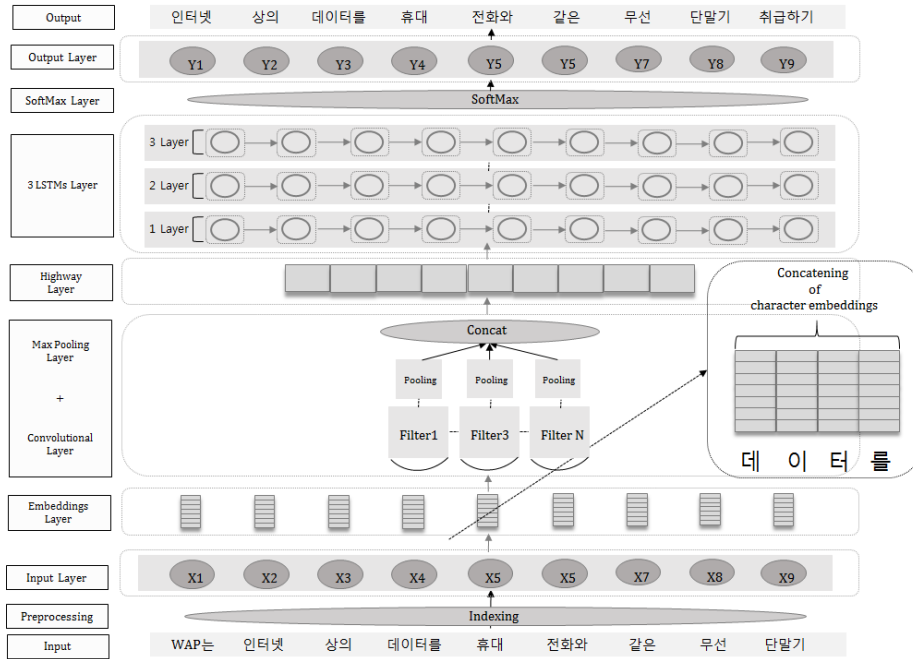 Output
인터넷 상의 데이터를 휴대 전화와 같은 무선 단말기 취급하기
Output Layer
Y1 Y2 Y3 Y4 Y5 Y5 Y7 Y8 Y9
SoftMax Layer
SoftMax
3 LSTMs Layer
3 Layer
2 Layer
1 Layer
Highway
Layer
Concatening
of
character embeddings
데 이 터 를
Max Pooling
Layer
+
Convolutional
Layer
Concat
Pooling Pooling Pooling
Filter1 Filter3 Filter N
Embeddings
Layer
Input Layer
X1 X2 X3 X4 X5 X5 X7 X8 X9
Preprocessing
Indexing
Input
WAP는 인터넷 상의 데이터를 휴대 전화와 같은 무선 단말기